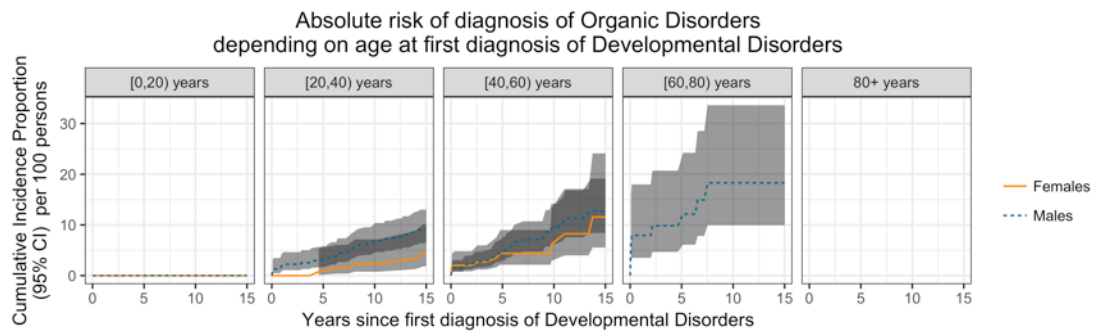 Absolute risk of diagnosis of Organic Disorders
depending on age at first diagnosis of Developmental Disorders
Cumulative Incidence Proportion
(95% CI) per 100 persons
[0,20) years
[20,40) years
[40,60) years
[60,80) years
80+ years
30
20
10
0
Females
Males
0 5 10 15 0 5 10 15 0 5 10 15 0 5 10 15 0 5 10 15
Years since first diagnosis of Developmental Disorders